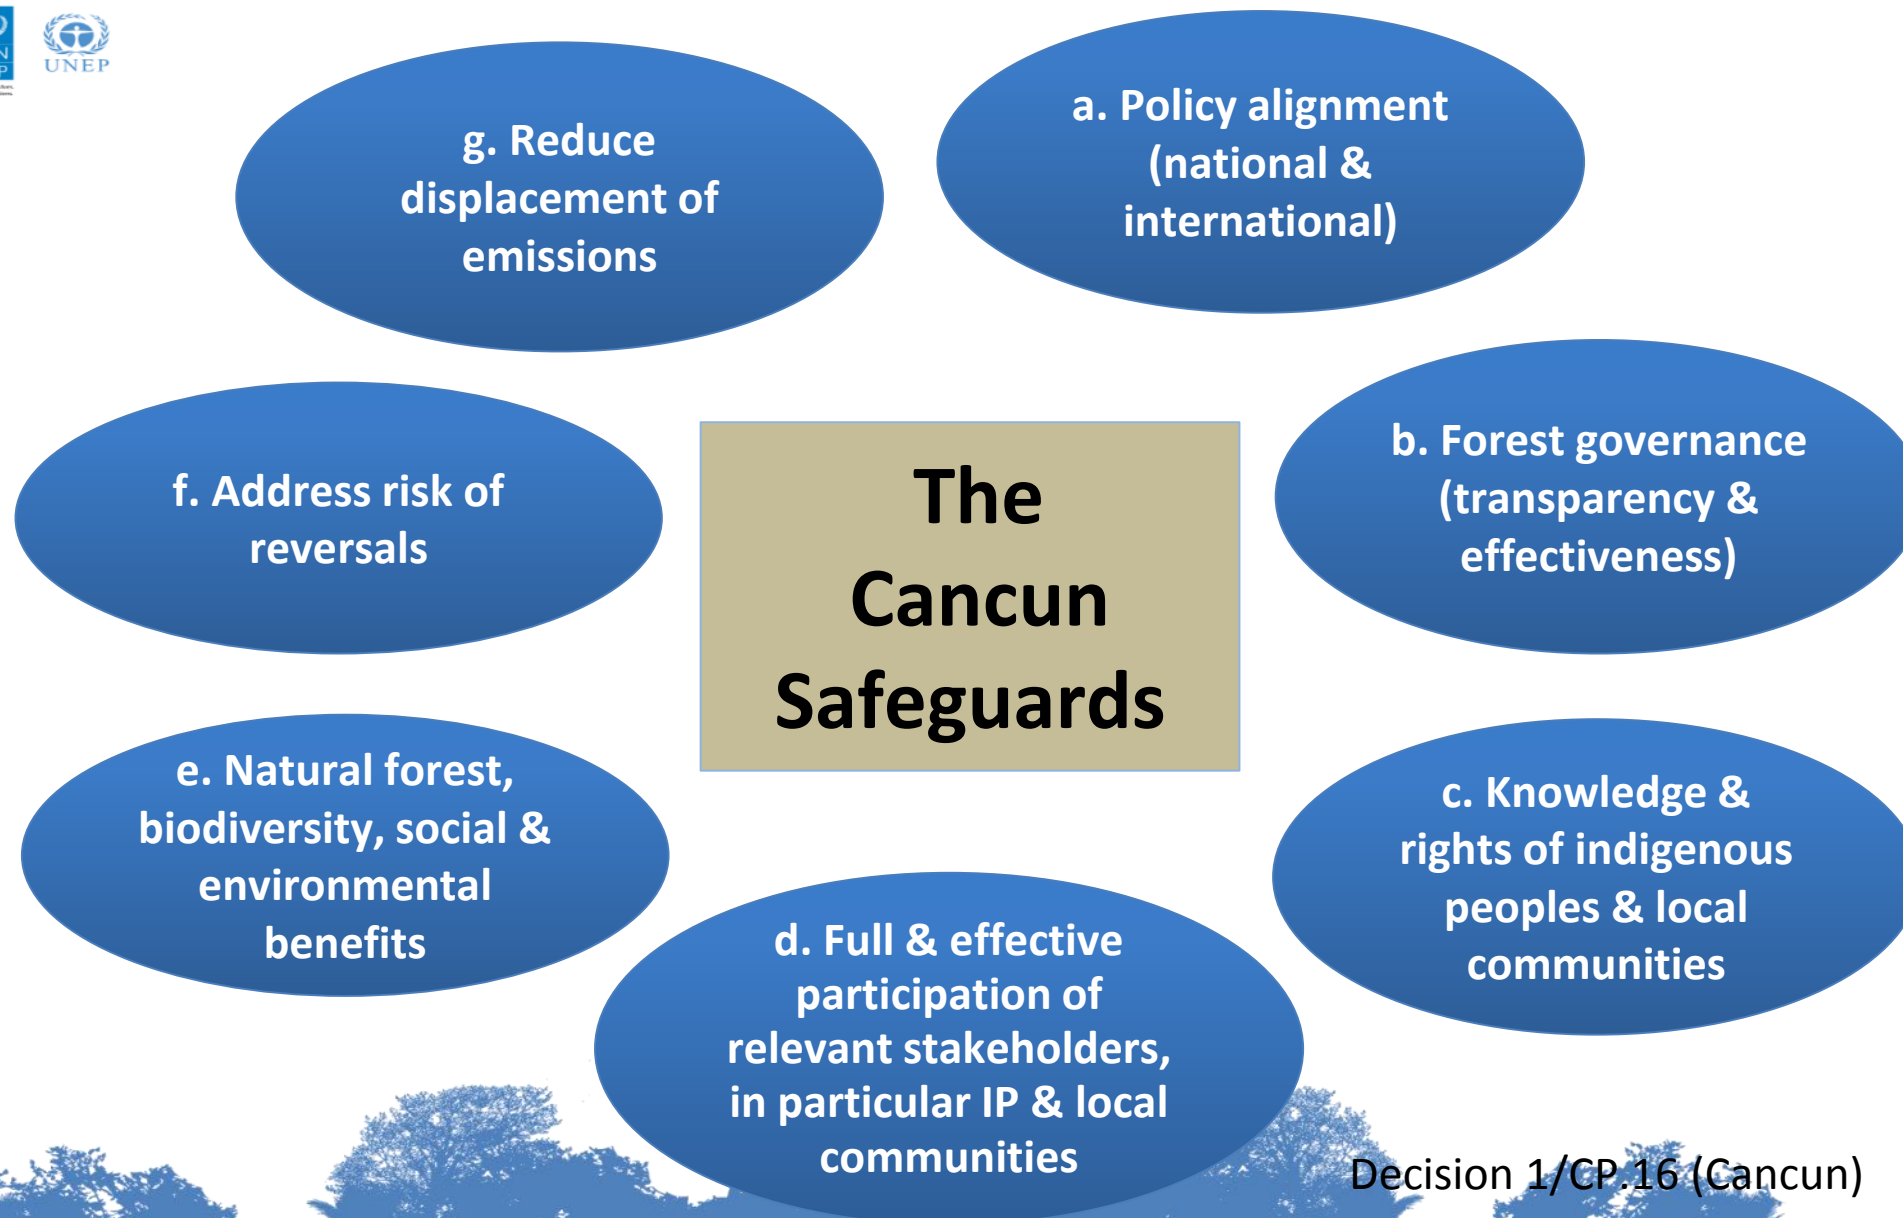 UNEP
a. Policy alignment
(national &
international)
b. Forest governance
(transparency &
effectiveness)
c. Knowledge &
rights of indigenous
peoples & local
communities
d. Full & effective
participation of
relevant stakeholders,
in particular IP & local
communities
e. Natural forest,
biodiversity, social &
environmental
benefits
f. Address risk of
reversals
g. Reduce
displacement of
emissions
The
Cancun
Safeguards
Decision 1/CP.16 (Cancun)